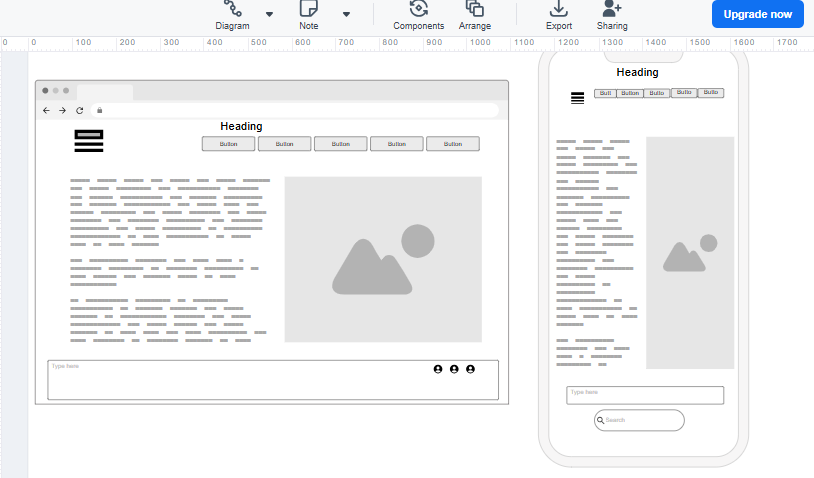 Diagram Note Components Arrange Export Sharing Upgrade now
0 0 100 200 300 400 500 600 700 800 900 1000 1100 1200 1300 1400 1500 1600 1700
Heading
Button Button Button Button Button
Type here
Heading
Butt Button Butto Butto Butto
Type here
Search